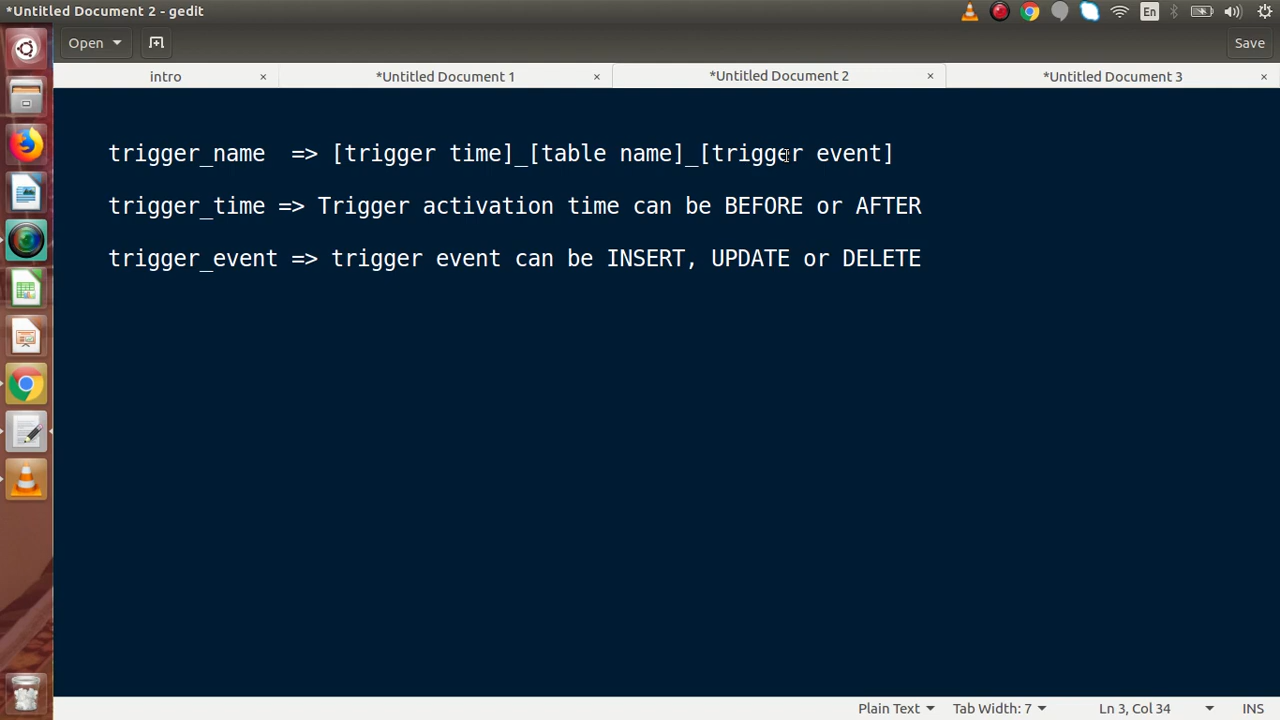 *Untitled Document 2 - gedit
En
Open
Save
intro × *Untitled Document 1 × *Untitled Document 2 × *Untitled Document 3 ×
trigger_name => [trigger time]_[table name]_[trigger event]
trigger_time => Trigger activation time can be BEFORE or AFTER
trigger_event => trigger event can be INSERT, UPDATE or DELETE
Plain Text Tab Width: 7 Ln 3, Col 34 INS